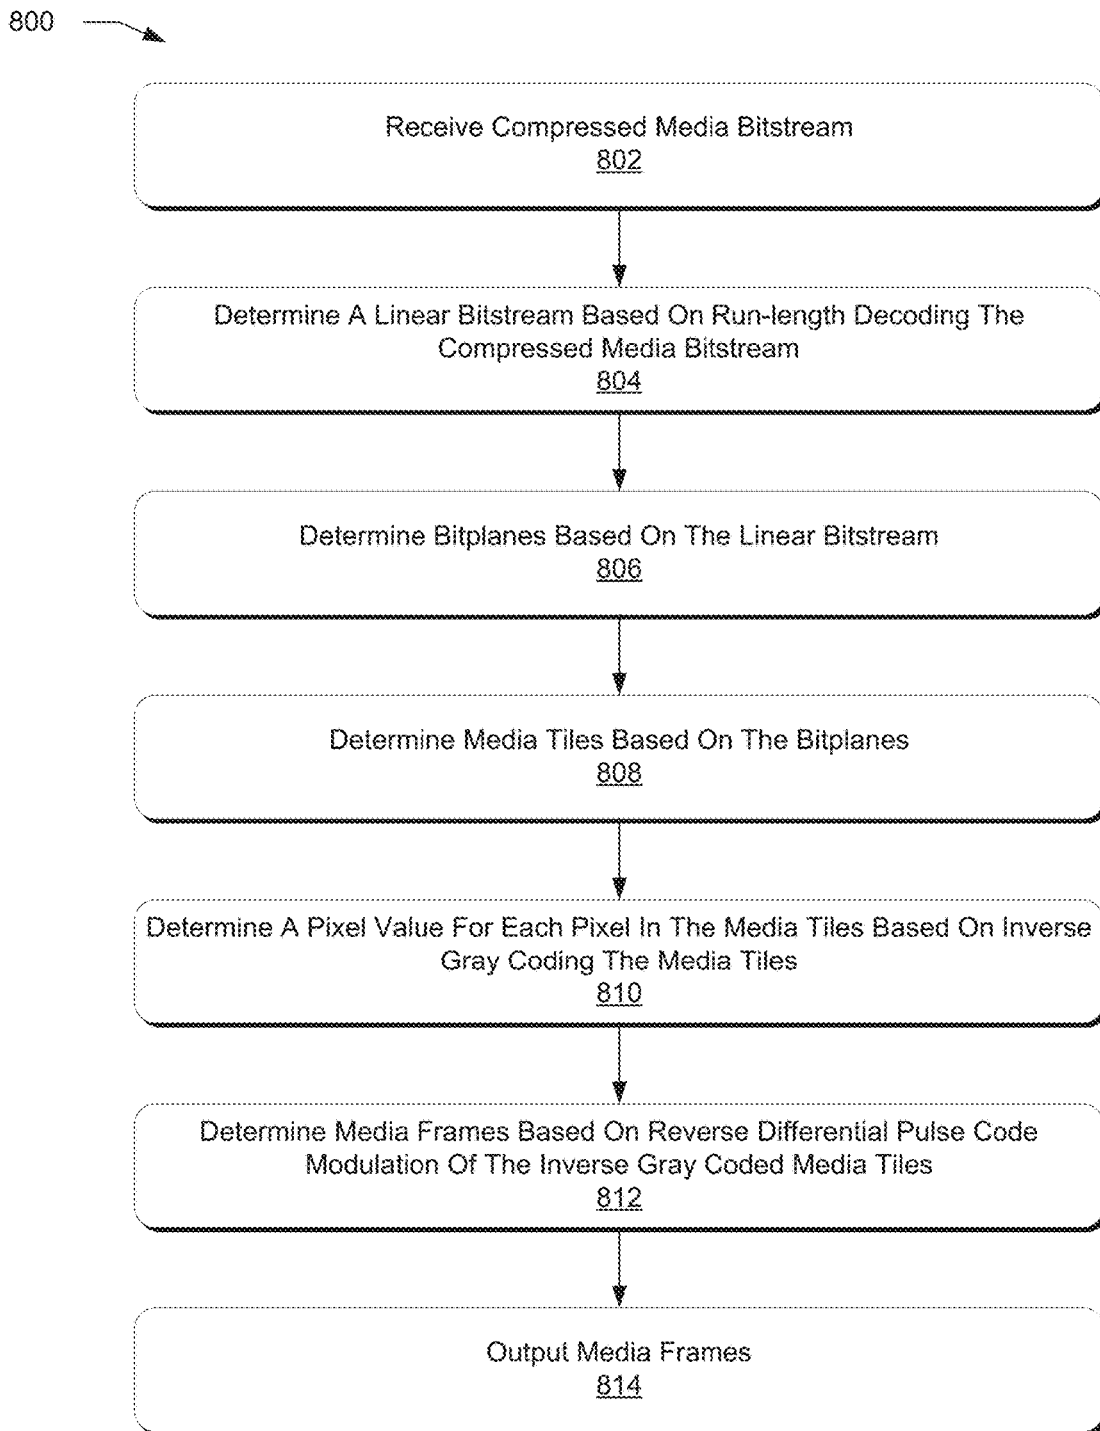 800
Receive Compressed Media Bitstream
802
Determine A Linear Bitstream Based On Run-length Decoding The
Compressed Media Bitstream
804
Determine Bitplanes Based On The Linear Bitstream
806
Determine Media Tiles Based On The Bitplanes
808
Determine A Pixel Value For Each Pixel In The Media Tiles Based On Inverse
Gray Coding The Media Tiles
810
Determine Media Frames Based On Reverse Differential Pulse Code
Modulation Of The Inverse Gray Coded Media Tiles
812
Output Media Frames
814